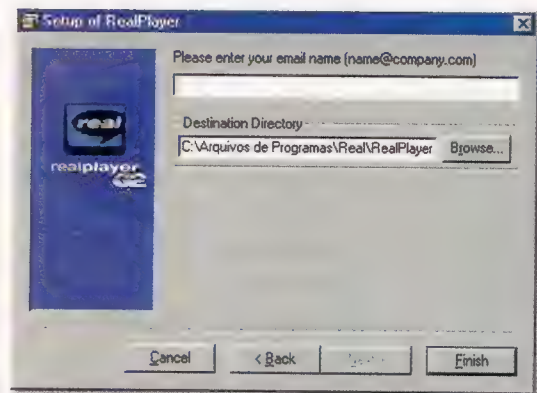 Setup of RealPlayer
Please enter your email name (name@company.com)
real
realplayer
G2
Destination Directory
C:\Arquivos de Programas\Real\RealPlayer
Browse...
Cancel
< Back
Finish